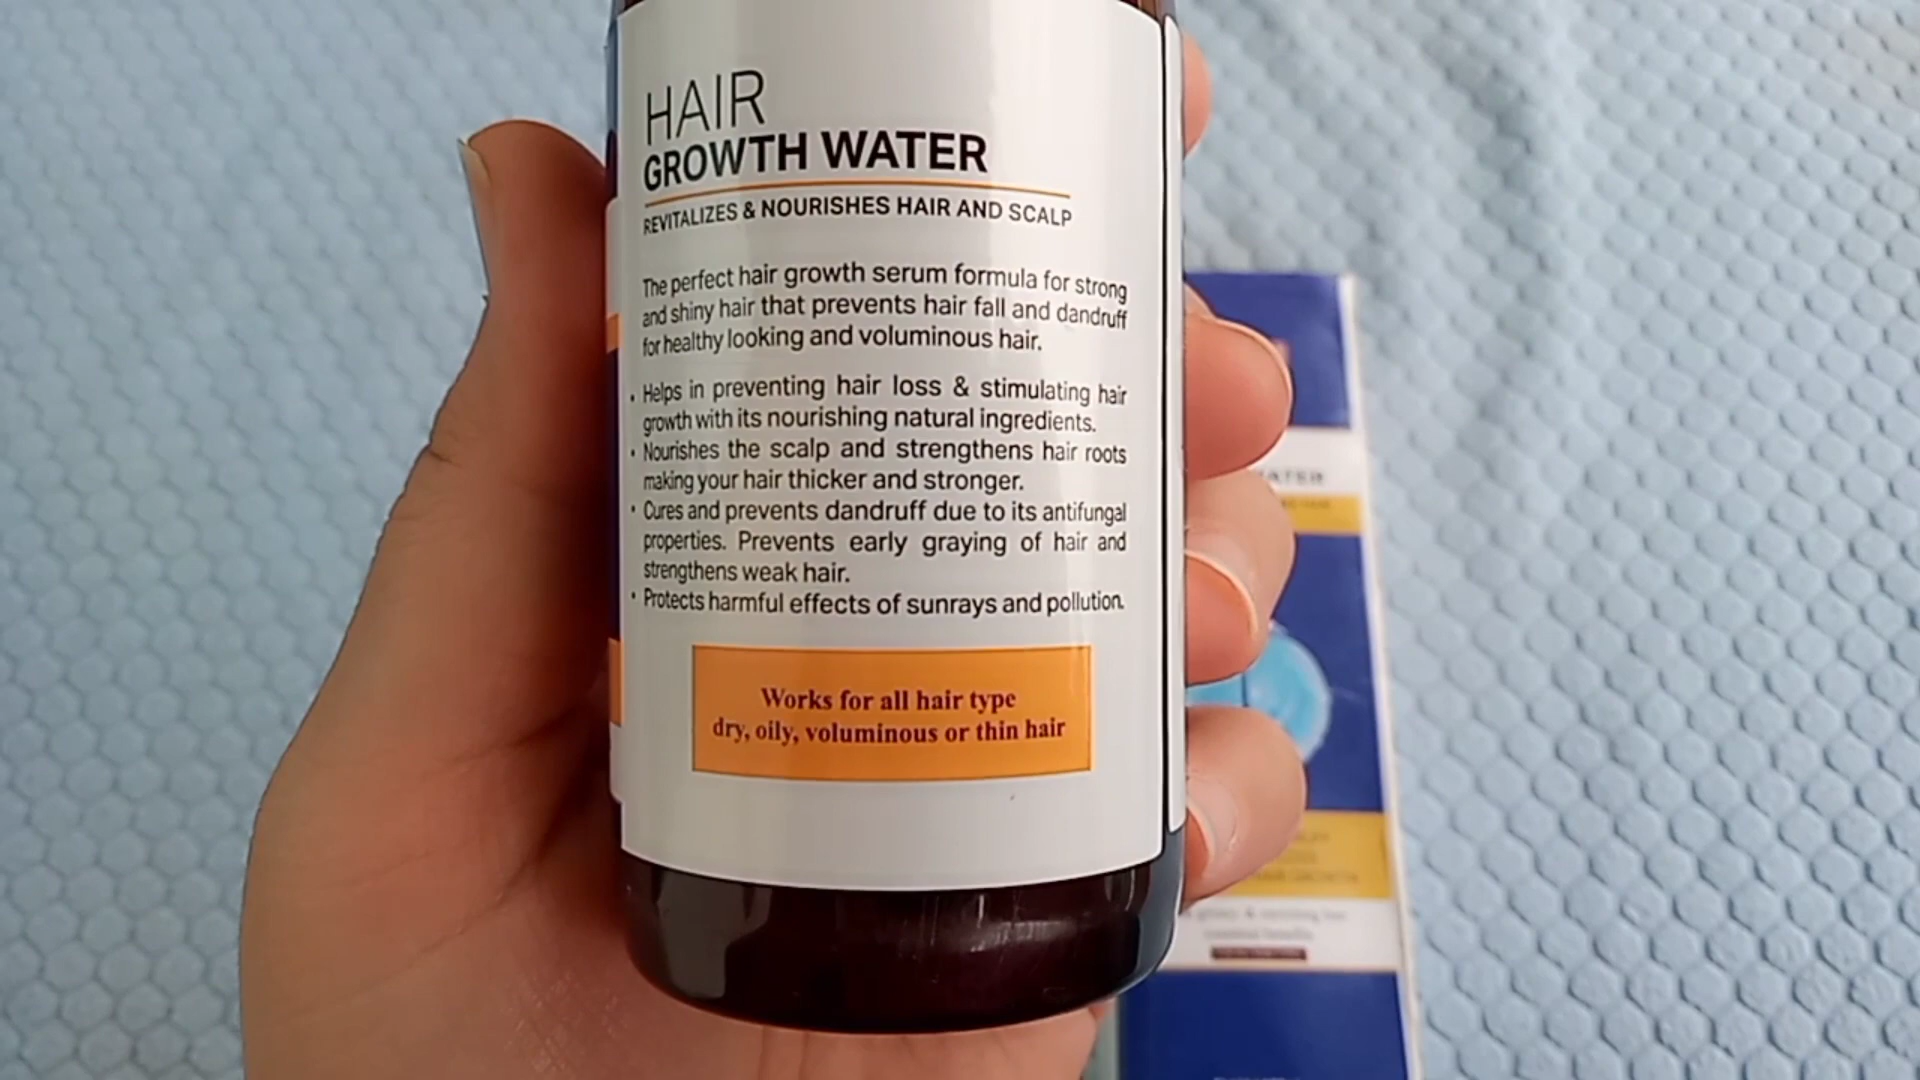 HAIR
GROWTH WATER
REVITALIZES & NOURISHES HAIR AND SCALP
The perfect hair growth serum formula for strong
and shiny hair that prevents hair fall and dandruff
for healthy looking and voluminous hair.
• Helps in preventing hair loss & stimulating hair
growth with its nourishing natural ingredients.
• Nourishes the scalp and strengthens hair roots
making your hair thicker and stronger.
• Cures and prevents dandruff due to its antifungal
properties. Prevents early graying of hair and
strengthens weak hair.
• Protects harmful effects of sunrays and pollution.
Works for all hair type
dry, oily, voluminous or thin hair